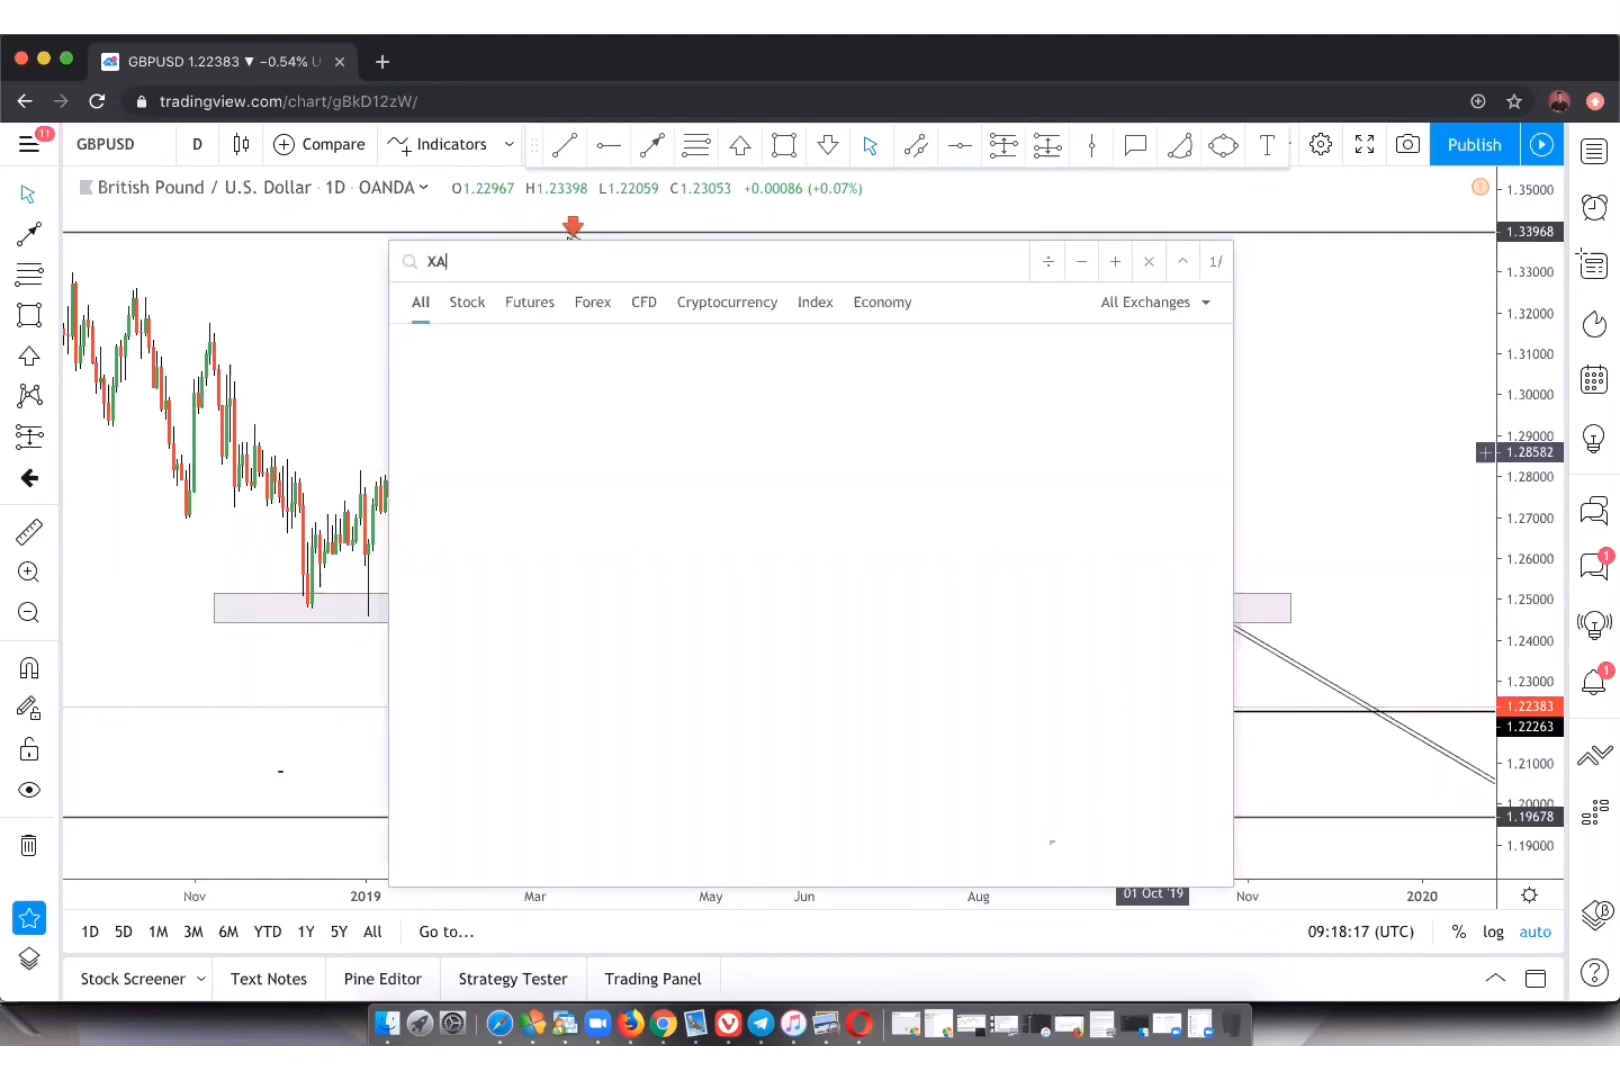 GBPUSD 1.22383 ▼ −0.54% U
tradingview.com/chart/gBkD12zW/
11
GBPUSD
D
Compare
Indicators
T
Publish
British Pound / U.S. Dollar · 1D · OANDA
O1.22967 H1.23398 L1.22059 C1.23053 +0.00086 (+0.07%)
XA
÷ − + × ^ 1/
All Stock Futures Forex CFD Cryptocurrency Index Economy
All Exchanges
1.35000
1.33968
1.33000
1.32000
1.31000
1.30000
1.29000
1.28582
1.28000
1.27000
1.26000
1.25000
1.24000
1.23000
1.22383
1.22263
1.21000
1.20000
1.19678
1.19000
1
1
Nov 2019 Mar May Jun Aug 01 Oct '19 Nov 2020
1D 5D 1M 3M 6M YTD 1Y 5Y All Go to...
09:18:17 (UTC) % log auto
Stock Screener Text Notes Pine Editor Strategy Tester Trading Panel